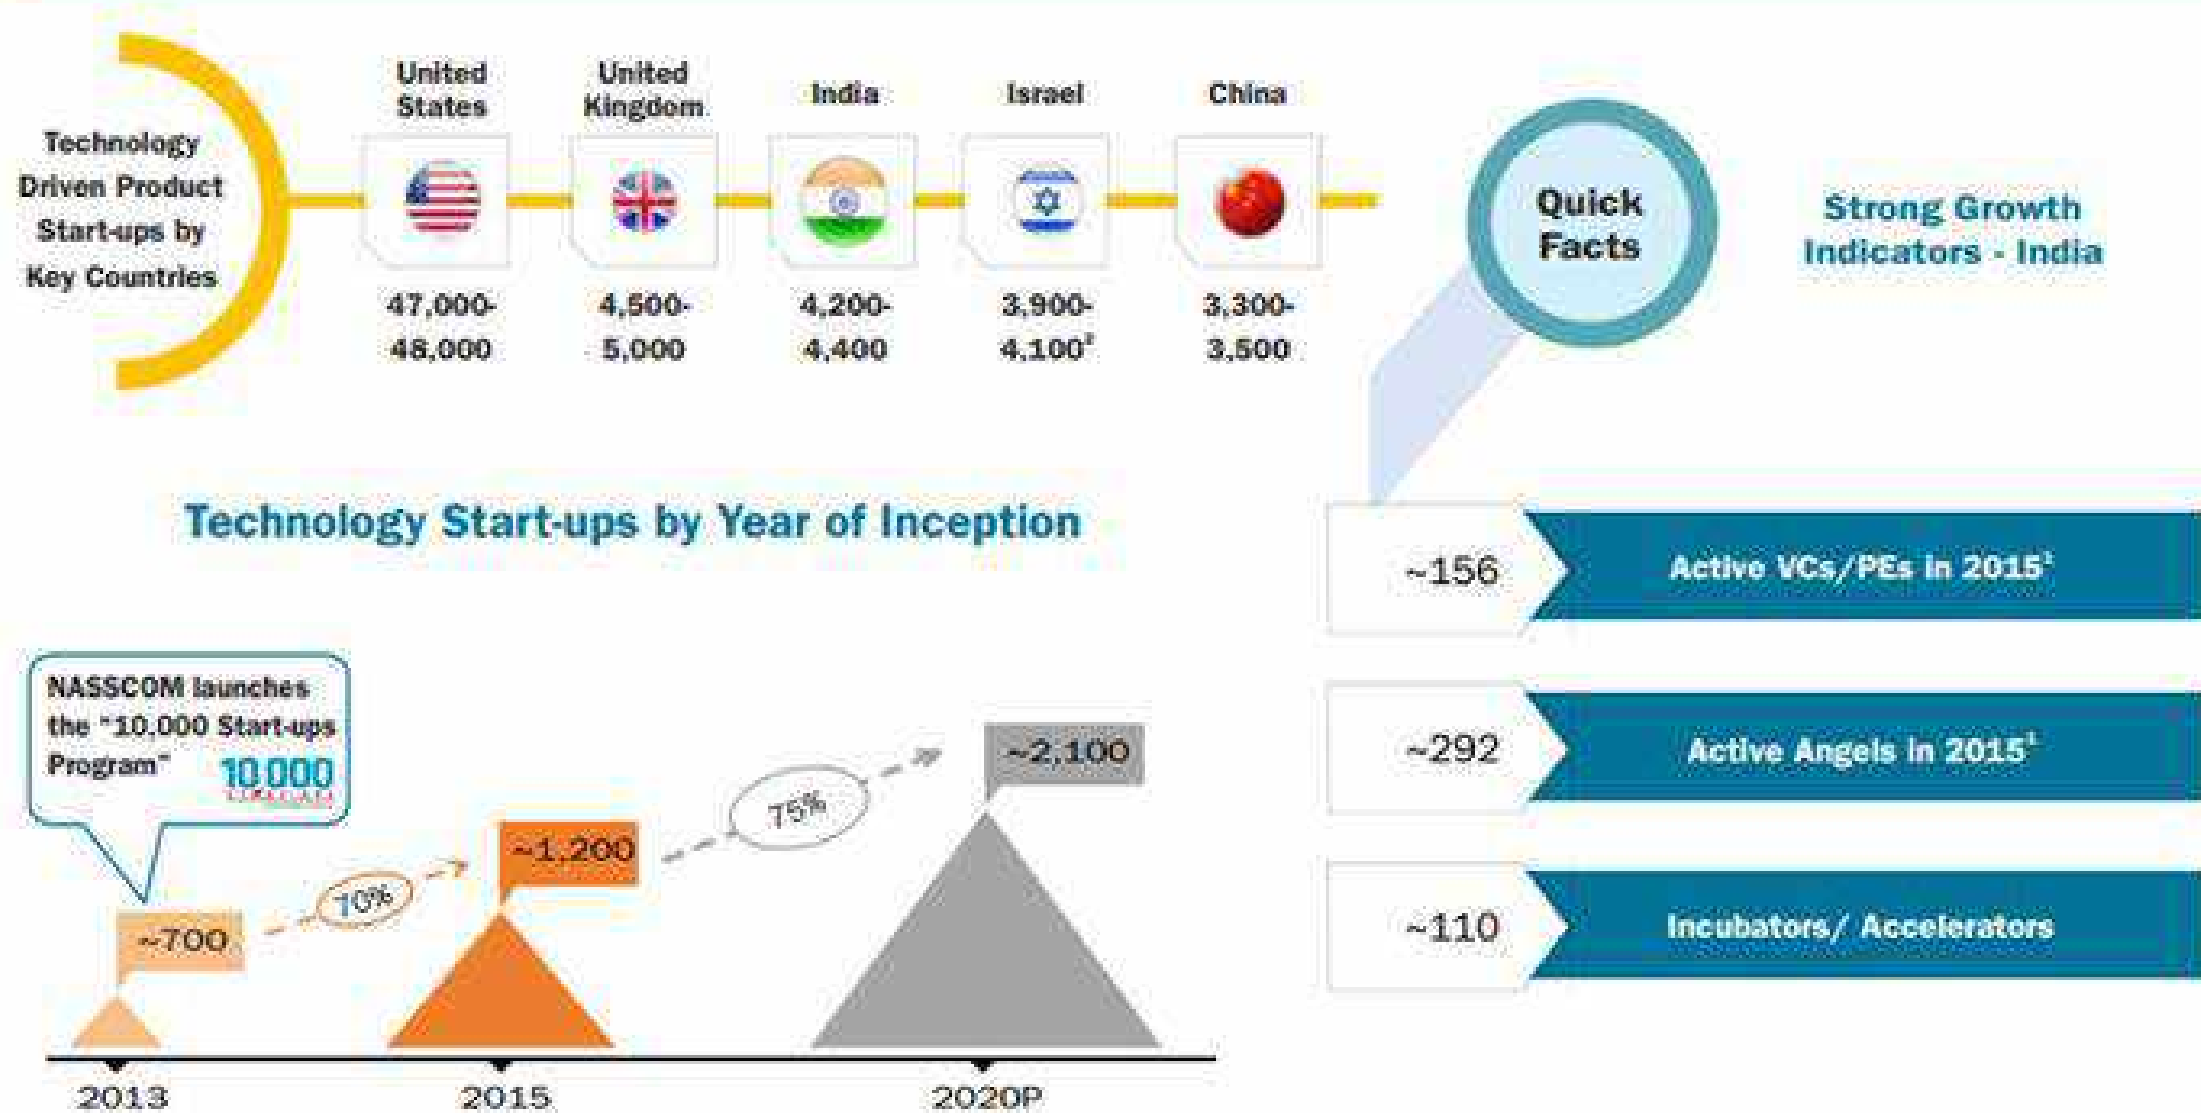 Technology
Driven Product
Start-ups by
Key Countries
United
States
47,000-
48,000
United
Kingdom
4,500-
5,000
India
4,200-
4,400
Israel
3,900-
4,100²
China
3,300-
3,500
Quick
Facts
Strong Growth
Indicators - India
~156
Active VCs/PEs in 2015¹
~292
Active Angels in 2015¹
~110
Incubators/ Accelerators
Technology Start-ups by Year of Inception
NASSCOM launches
the "10,000 Start-ups
Program"
10,000
~700
70%
~1,200
75%
~2,100
2013
2015
2020P